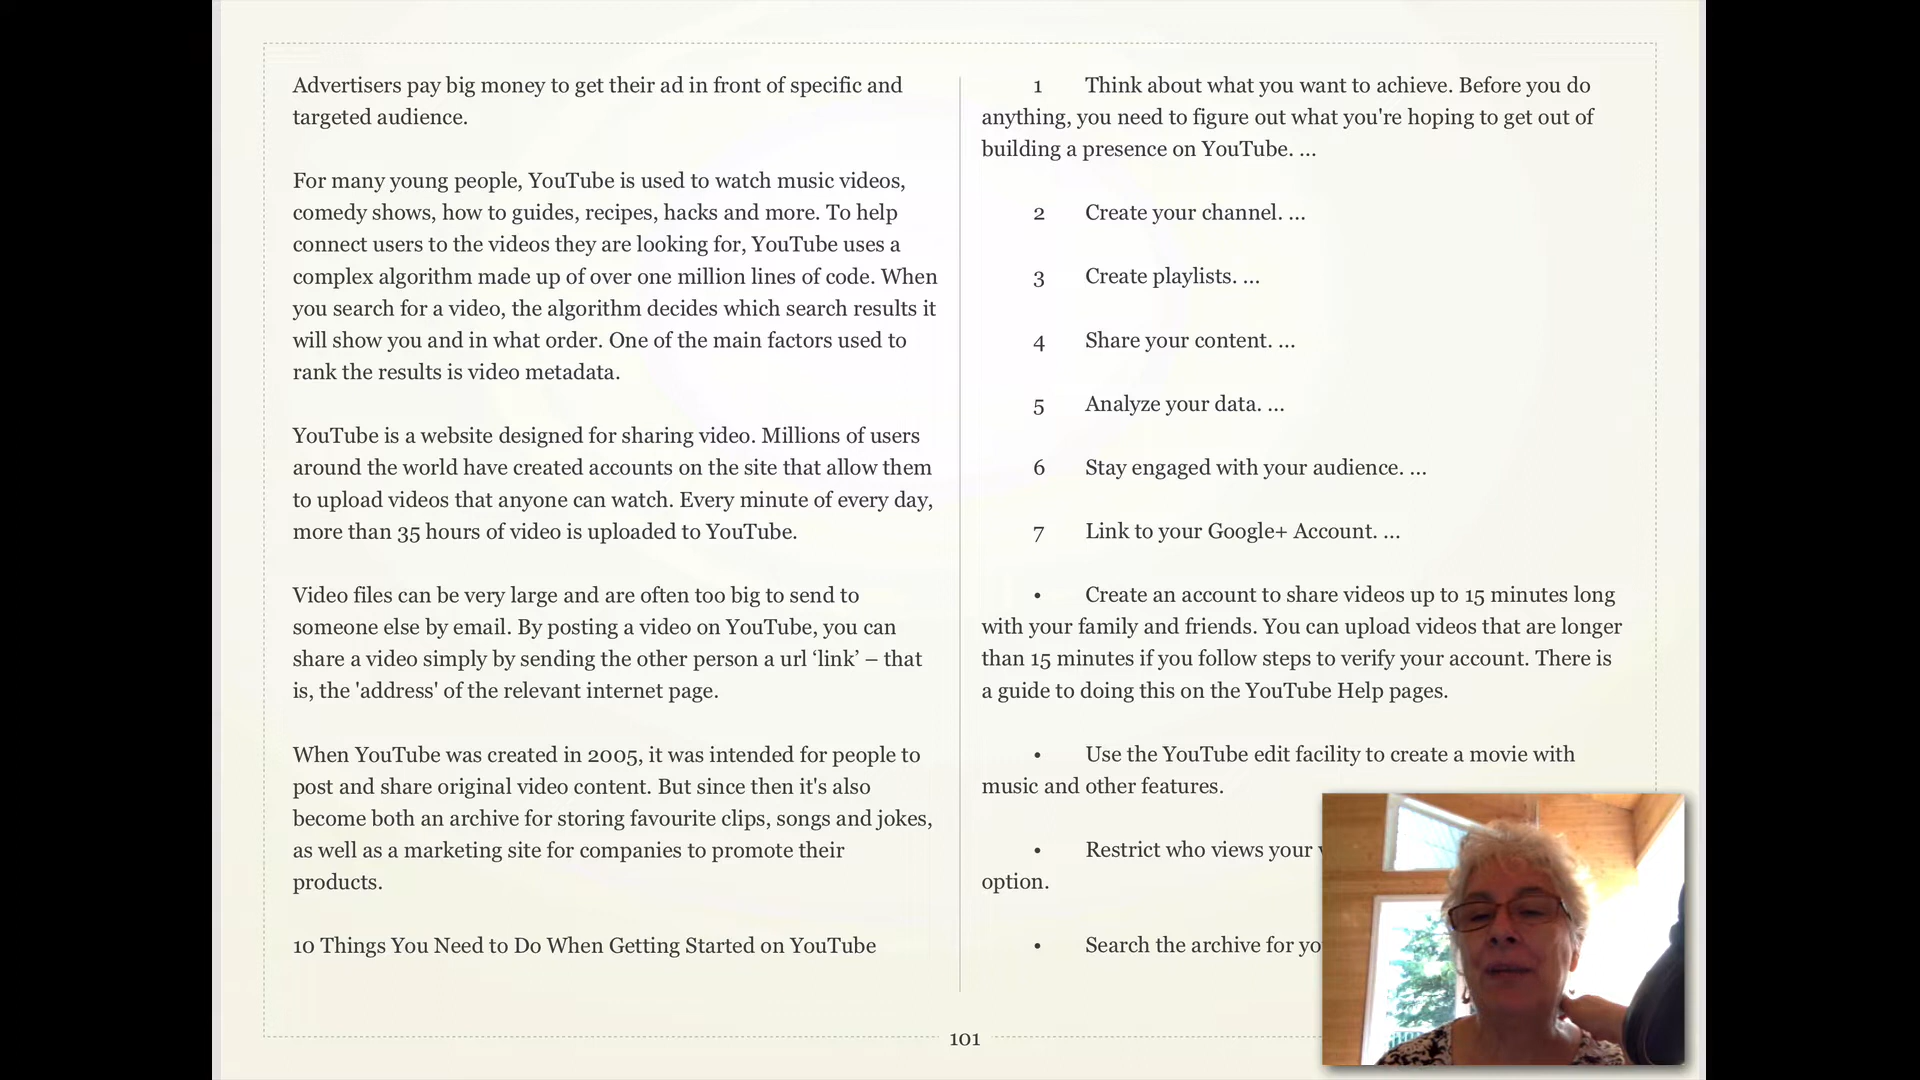 Advertisers pay big money to get their ad in front of specific and
targeted audience.
For many young people, YouTube is used to watch music videos,
comedy shows, how to guides, recipes, hacks and more. To help
connect users to the videos they are looking for, YouTube uses a
complex algorithm made up of over one million lines of code. When
you search for a video, the algorithm decides which search results it
will show you and in what order. One of the main factors used to
rank the results is video metadata.
YouTube is a website designed for sharing video. Millions of users
around the world have created accounts on the site that allow them
to upload videos that anyone can watch. Every minute of every day,
more than 35 hours of video is uploaded to YouTube.
Video files can be very large and are often too big to send to
someone else by email. By posting a video on YouTube, you can
share a video simply by sending the other person a url ‘link’ – that
is, the 'address' of the relevant internet page.
When YouTube was created in 2005, it was intended for people to
post and share original video content. But since then it's also
become both an archive for storing favourite clips, songs and jokes,
as well as a marketing site for companies to promote their
products.
10 Things You Need to Do When Getting Started on YouTube
1 Think about what you want to achieve. Before you do
anything, you need to figure out what you're hoping to get out of
building a presence on YouTube. ...
2 Create your channel. ...
3 Create playlists. ...
4 Share your content. ...
5 Analyze your data. ...
6 Stay engaged with your audience. ...
7 Link to your Google+ Account. ...
• Create an account to share videos up to 15 minutes long
with your family and friends. You can upload videos that are longer
than 15 minutes if you follow steps to verify your account. There is
a guide to doing this on the YouTube Help pages.
• Use the YouTube edit facility to create a movie with
music and other features.
• Restrict who views your
option.
• Search the archive for
101